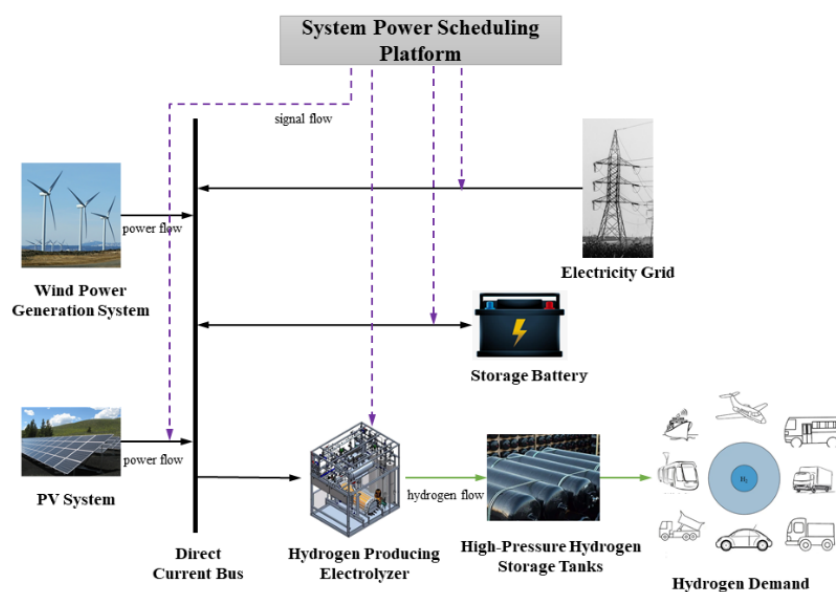 System Power Scheduling
Platform
signal flow
power flow
Electricity Grid
Wind Power
Generation System
Storage Battery
power flow
PV System
hydrogen flow
H₂
Direct
Current Bus
Hydrogen Producing
Electrolyzer
High-Pressure Hydrogen
Storage Tanks
Hydrogen Demand